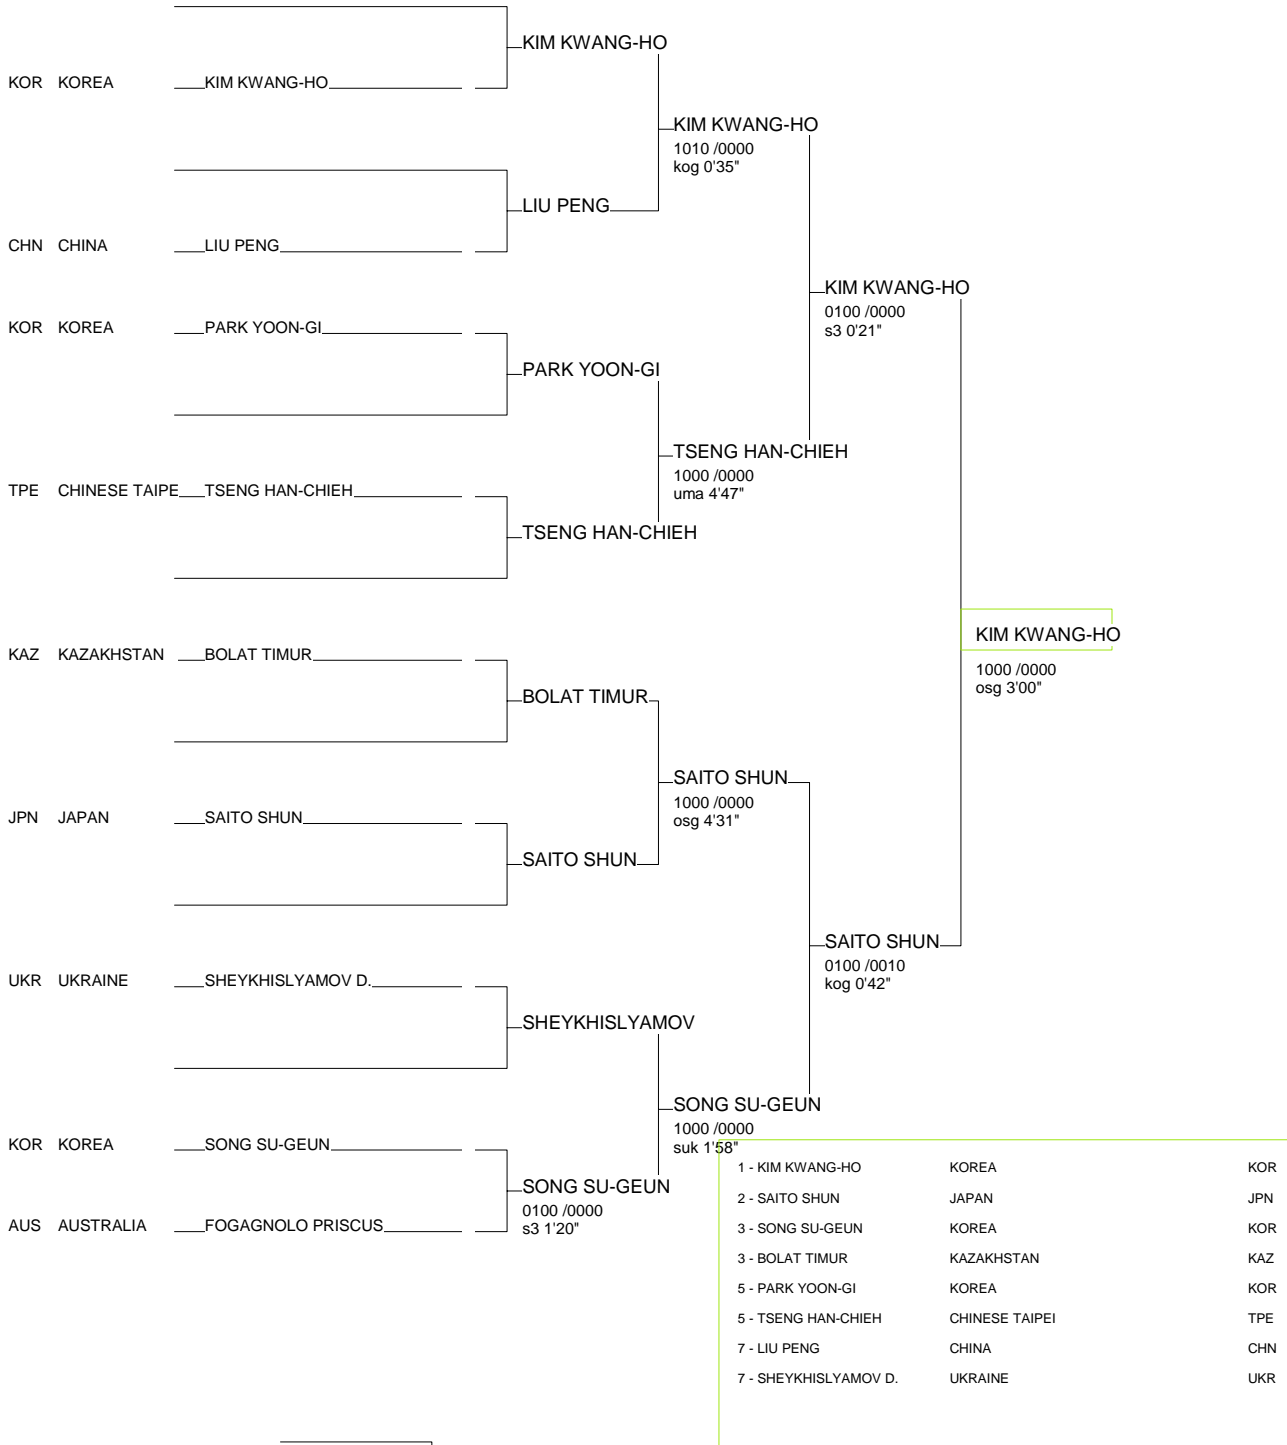 KIM KWANG-HO
KOR KOREA KIM KWANG-HO
KIM KWANG-HO
1010 /0000
kog 0'35"
LIU PENG
CHN CHINA LIU PENG
KIM KWANG-HO
0100 /0000
s3 0'21"
KOR KOREA PARK YOON-GI
PARK YOON-GI
TSENG HAN-CHIEH
1000 /0000
uma 4'47"
TPE CHINESE TAIPE TSENG HAN-CHIEH
TSENG HAN-CHIEH
KIM KWANG-HO
1000 /0000
osg 3'00"
KAZ KAZAKHSTAN BOLAT TIMUR
BOLAT TIMUR
SAITO SHUN
1000 /0000
osg 4'31"
JPN JAPAN SAITO SHUN
SAITO SHUN
SAITO SHUN
0100 /0010
kog 0'42"
UKR UKRAINE SHEYKHISLYAMOV D.
SHEYKHISLYAMOV
SONG SU-GEUN
1000 /0000
suk 1'58"
KOR KOREA SONG SU-GEUN
SONG SU-GEUN
0100 /0000
s3 1'20"
AUS AUSTRALIA FOGAGNOLO PRISCUS
1 - KIM KWANG-HO KOREA KOR
2 - SAITO SHUN JAPAN JPN
3 - SONG SU-GEUN KOREA KOR
3 - BOLAT TIMUR KAZAKHSTAN KAZ
5 - PARK YOON-GI KOREA KOR
5 - TSENG HAN-CHIEH CHINESE TAIPEI TPE
7 - LIU PENG CHINA CHN
7 - SHEYKHISLYAMOV D. UKRAINE UKR